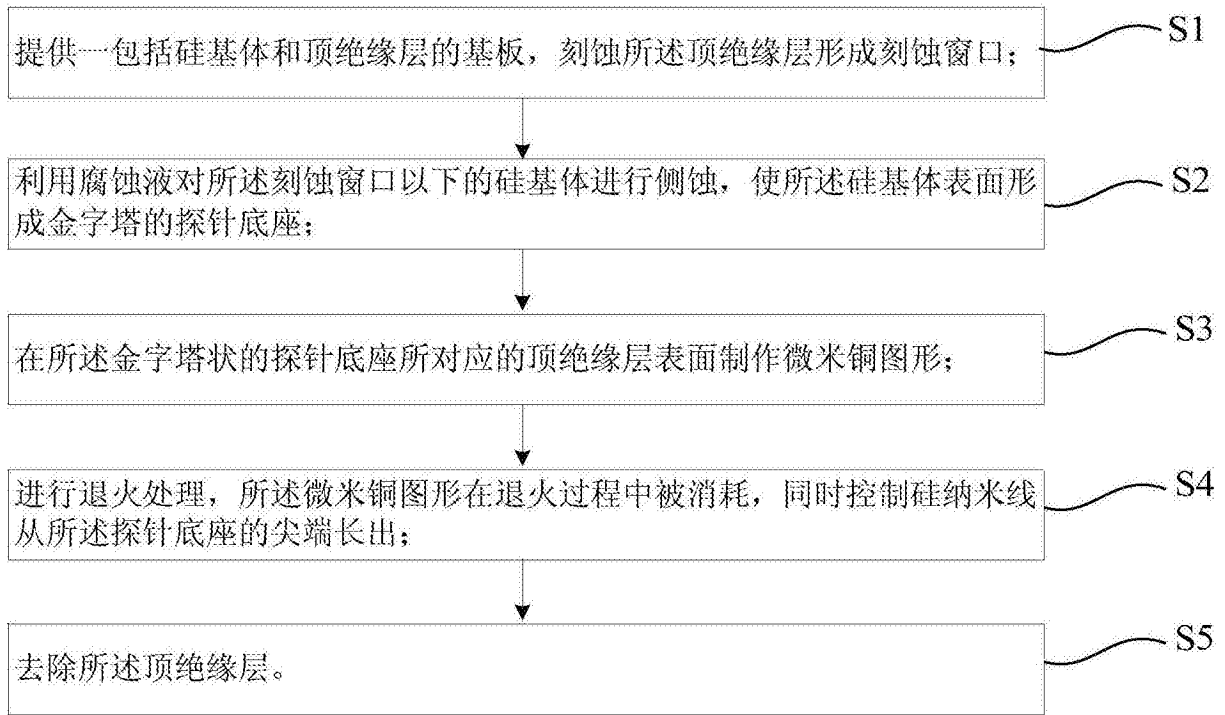 提供一包括硅基体和顶绝缘层的基板，刻蚀所述顶绝缘层形成刻蚀窗口；
S1
利用腐蚀液对所述刻蚀窗口以下的硅基体进行侧蚀，使所述硅基体表面形
成金字塔的探针底座；
S2
在所述金字塔状的探针底座所对应的顶绝缘层表面制作微米铜图形；
S3
进行退火处理，所述微米铜图形在退火过程中被消耗，同时控制硅纳米线
从所述探针底座的尖端长出；
S4
去除所述顶绝缘层。
S5